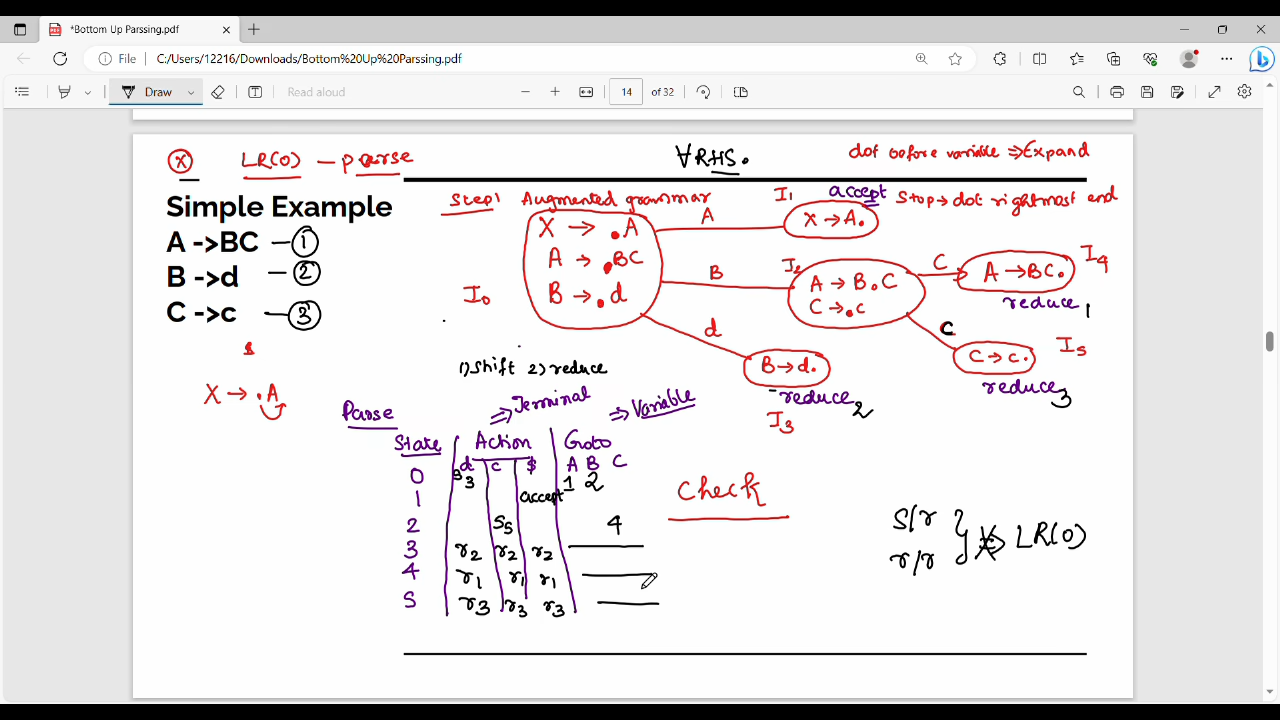 *Bottom Up Parssing.pdf
File C:/Users/12216/Downloads/Bottom%20Up%20Parssing.pdf
Draw Read aloud 14 of 32
X LR(0) - parse ∀RHS. dot before variable ⇒ Expand
Simple Example
A ->BC — 1
B ->d — 2
C ->c — 3
X → .A
Step1 Augmented grammar
X → .A
A → .BC
B → .d
I0
A
I1 accept Stop → dot rightmost end
X → A.
B
I2
A → B.C
C → .c
C
A → BC. I4
reduce 1
c
C → c. I5
reduce 3
d
B → d.
reduce 2
I3
1) Shift 2) reduce
Parse ⇒ Terminal ⇒ Variable
State Action Goto
d c $ A B C
0 S3 1 2
1 accept
2 S5 4
3 r2 r2 r2
4 r1 r1 r1
5 r3 r3 r3
Check
S/r
r/r
LR(0)